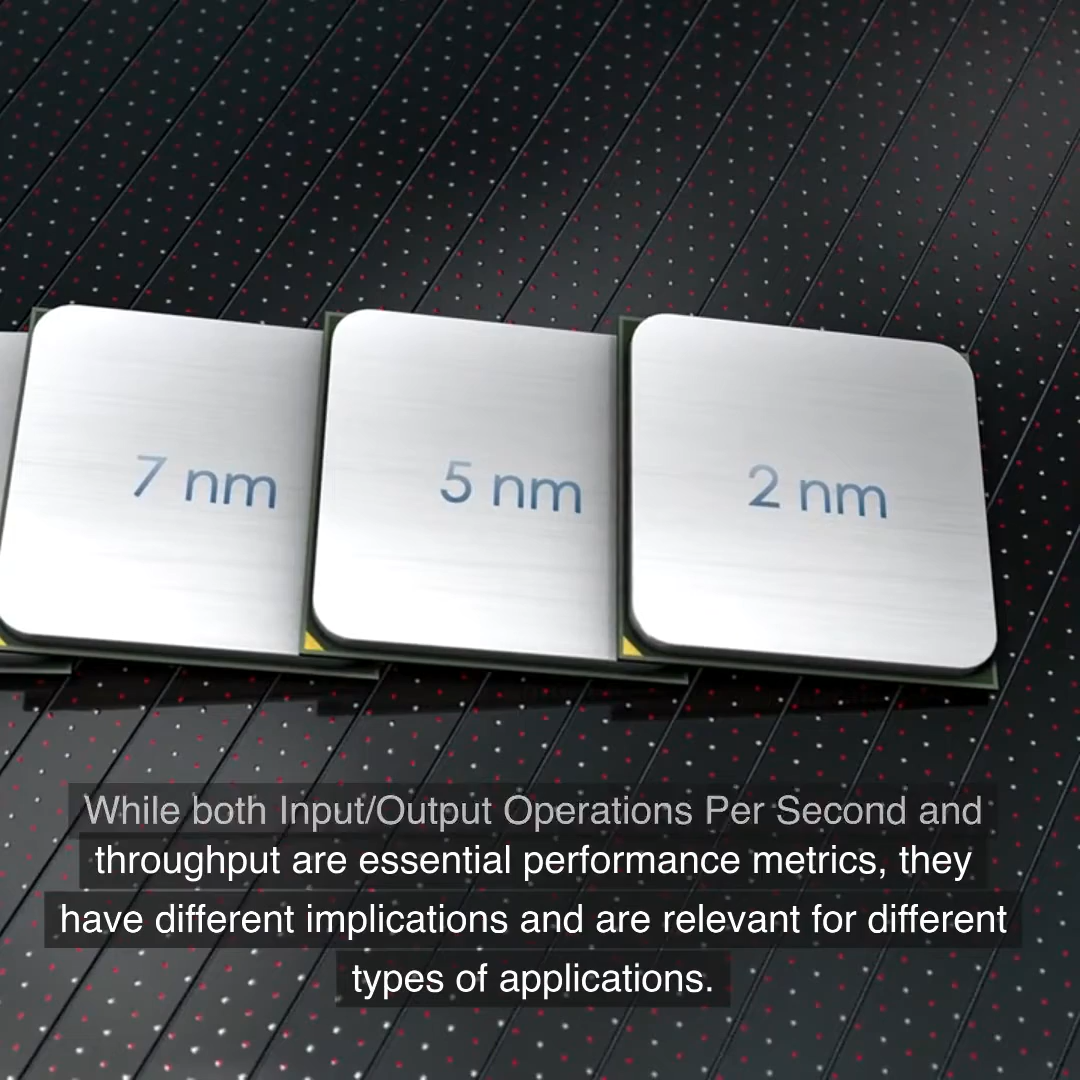 7 nm
5 nm
2 nm
While both Input/Output Operations Per Second and
throughput are essential performance metrics, they
have different implications and are relevant for different
types of applications.